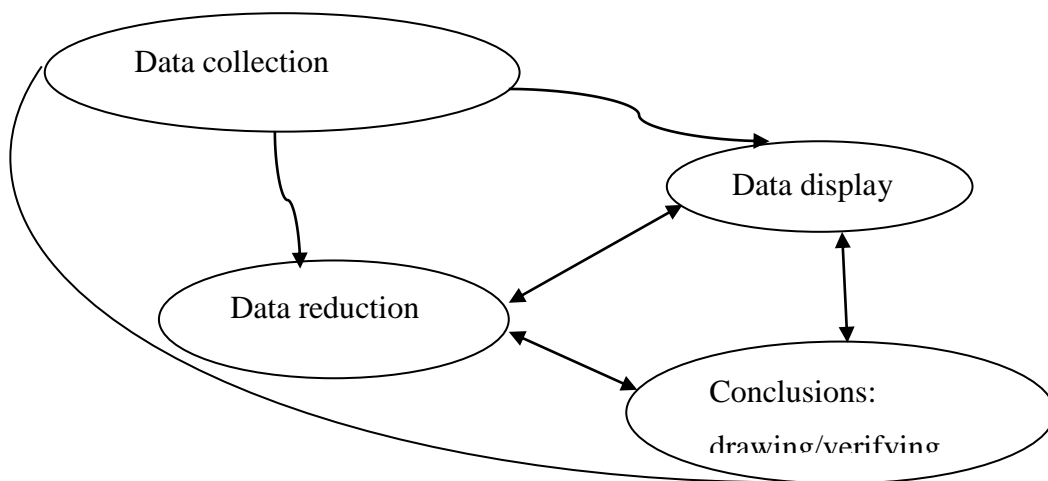 Data collection
Data display
Data reduction
Conclusions:
drawing/verifying